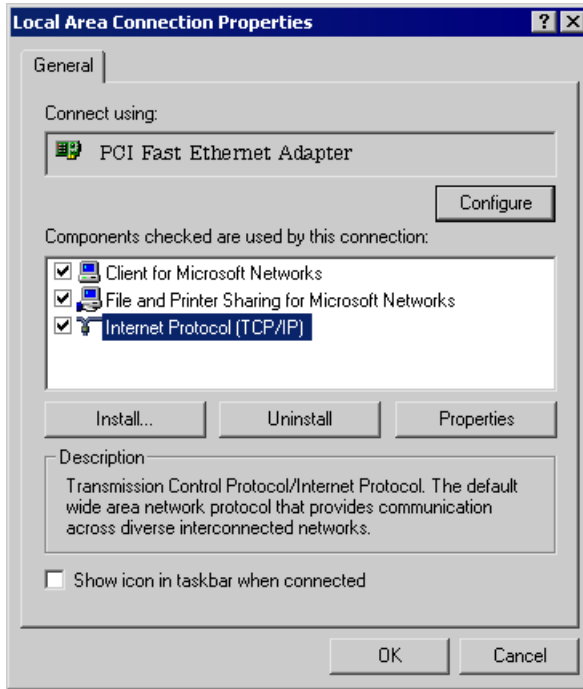 Local Area Connection Properties
General
Connect using:
PCI Fast Ethernet Adapter
Configure
Components checked are used by this connection:
Client for Microsoft Networks
File and Printer Sharing for Microsoft Networks
Internet Protocol (TCP/IP)
Install... Uninstall Properties
Description
Transmission Control Protocol/Internet Protocol. The default
wide area network protocol that provides communication
across diverse interconnected networks.
Show icon in taskbar when connected
OK Cancel